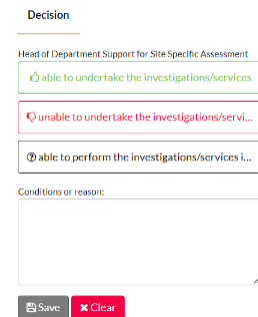 Decision
Head of Department Support for Site Specific Assessment
able to undertake the investigations/services
unable to undertake the investigations/servi...
able to perform the investigations/services i...
Conditions or reason:
Save Clear